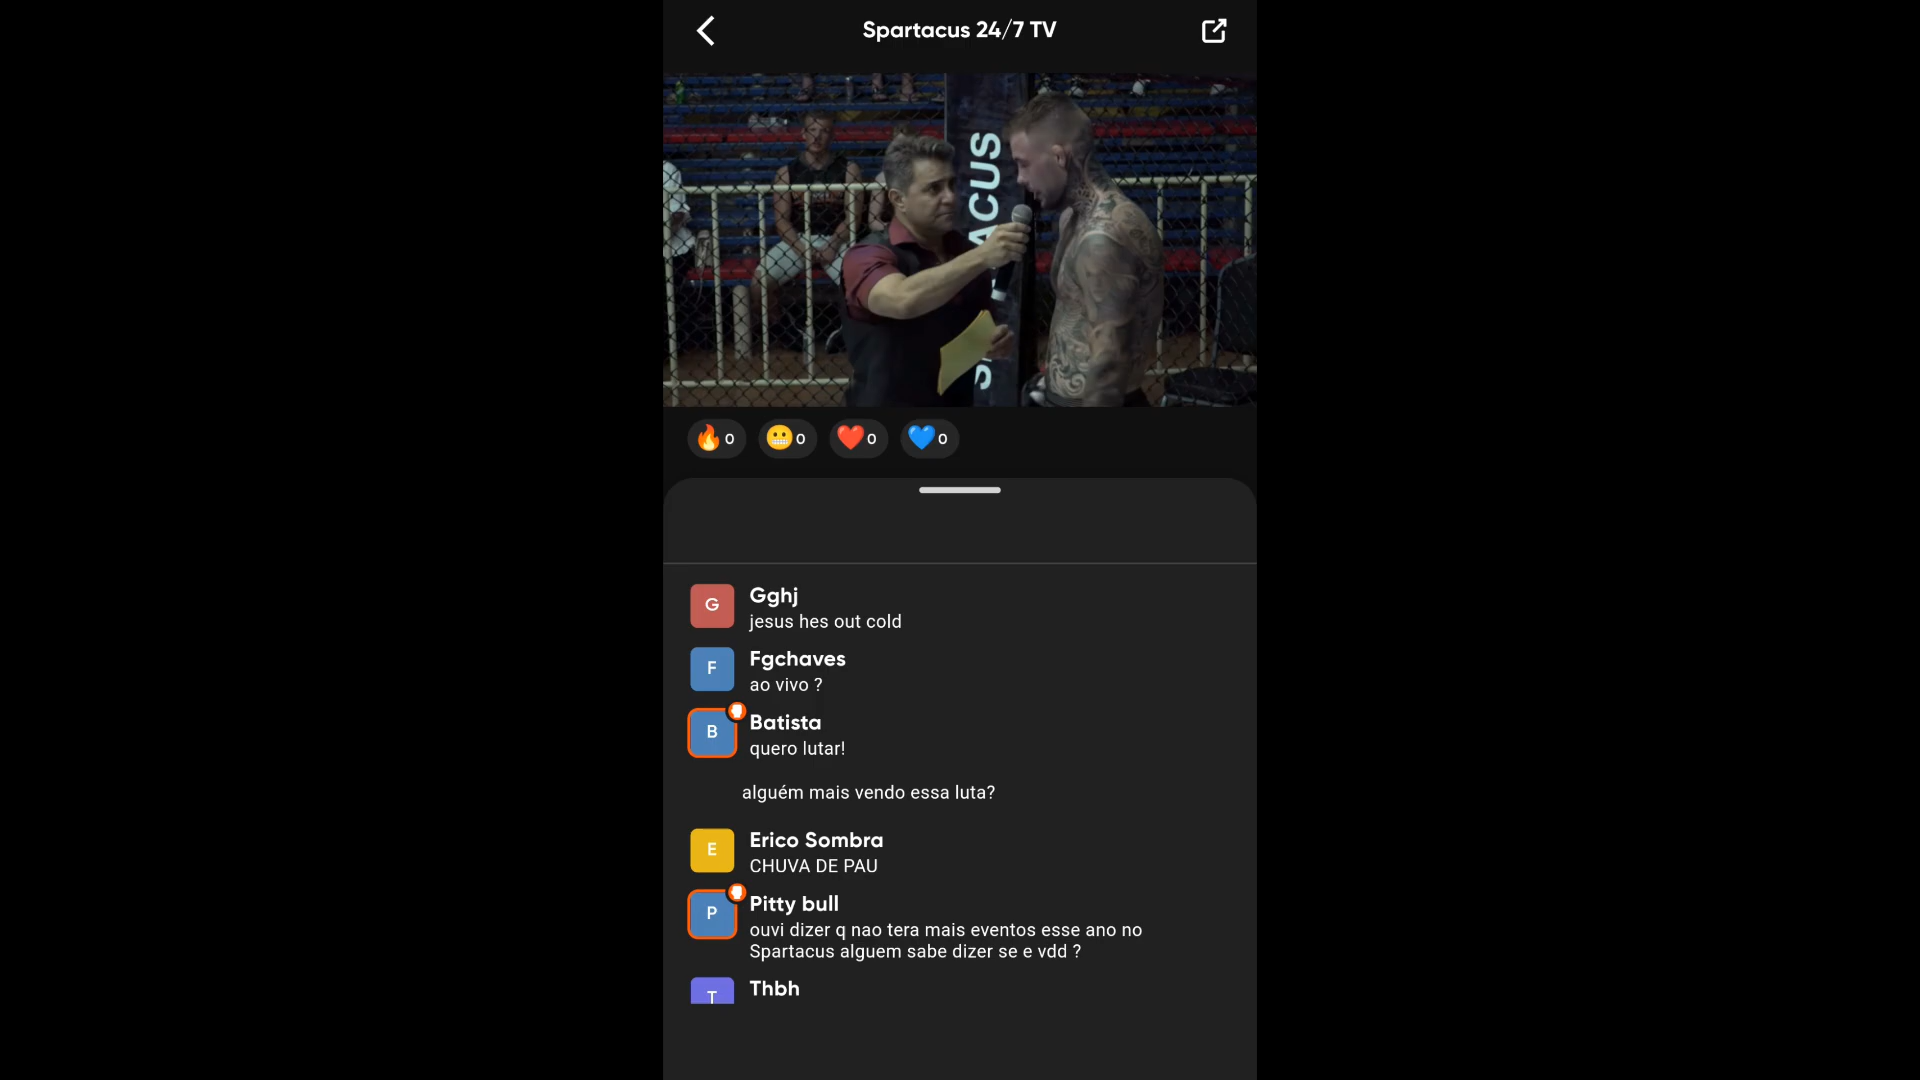 Spartacus 24/7 TV
ACUS
S
0
0
0
0
G
Gghj
jesus hes out cold
F
Fgchaves
ao vivo ?
B
Batista
quero lutar!
alguém mais vendo essa luta?
E
Erico Sombra
CHUVA DE PAU
P
Pitty bull
ouvi dizer q nao tera mais eventos esse ano no
Spartacus alguem sabe dizer se e vdd ?
T
Thbh